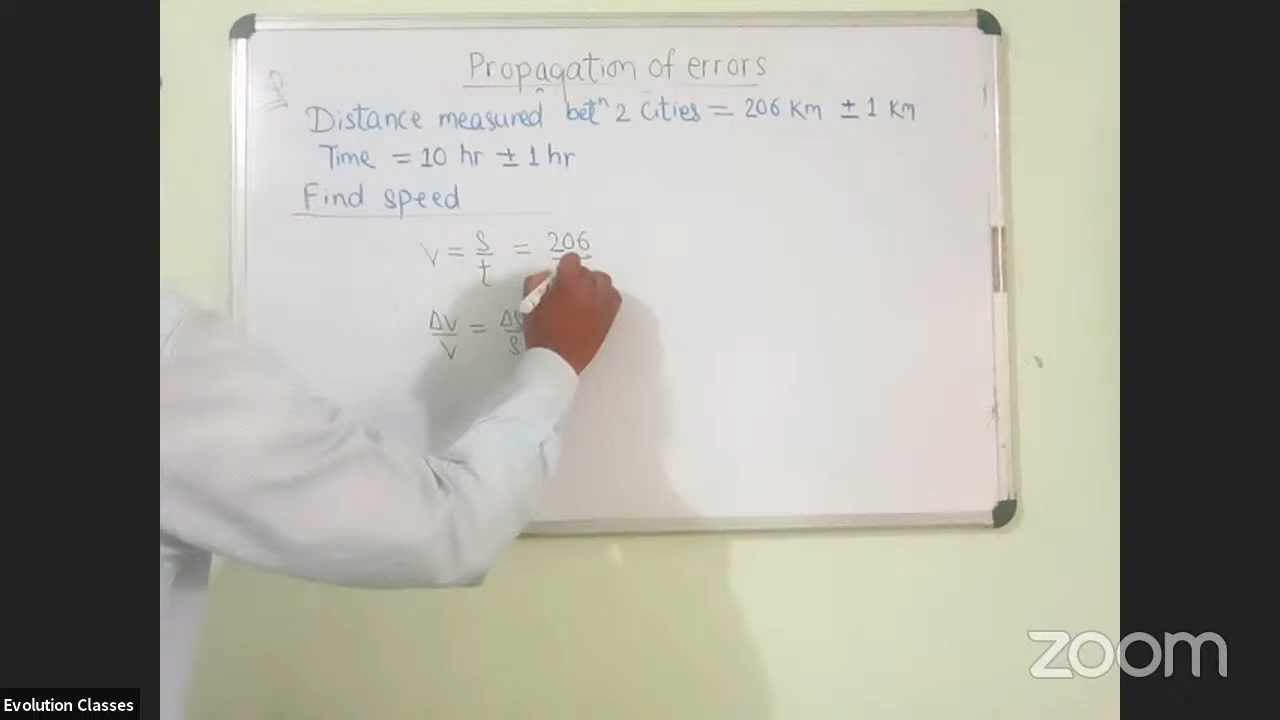 Propagation of errors
Distance measured betⁿ 2 Cities = 206 Km ± 1 Km
Time = 10 hr ± 1 hr
Find speed
V = S/t = 206
ΔV/V = ΔS/S
zoom
Evolution Classes